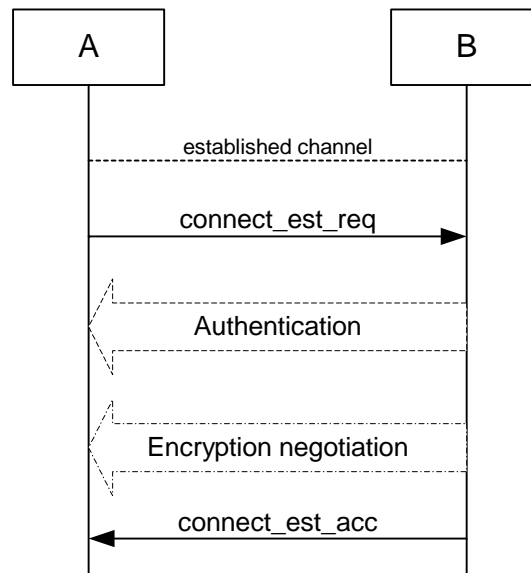 A
B
established channel
connect_est_req
Authentication
Encryption negotiation
connect_est_acc